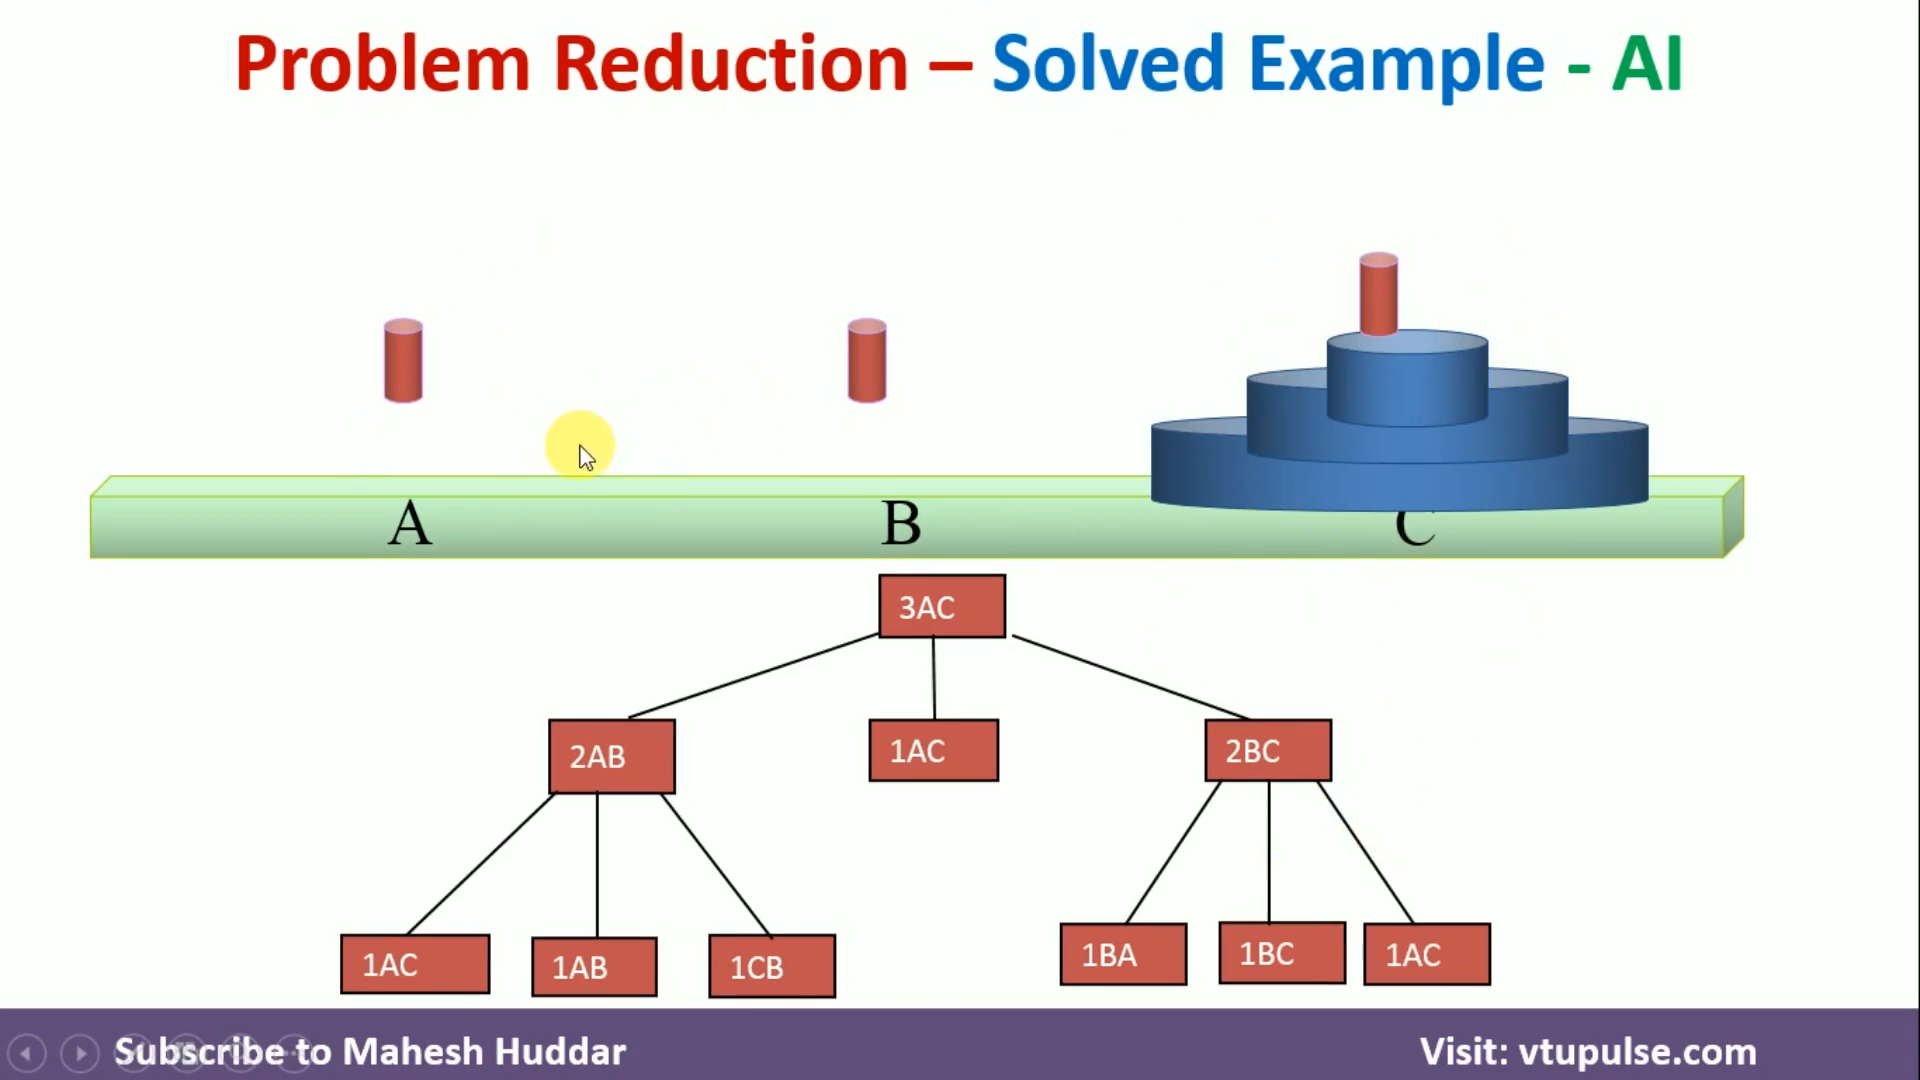 Problem Reduction – Solved Example - AI
A B C
3AC
2AB 1AC 2BC
1AC 1AB 1CB 1BA 1BC 1AC
Subscribe to Mahesh Huddar Visit: vtupulse.com